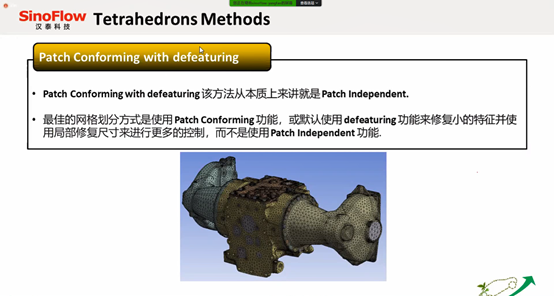 SinoFlow
汉泰科技
Tetrahedrons Methods
Patch Conforming with defeaturing
• Patch Conforming with defeaturing 该方法从本质上来讲就是 Patch Independent.
• 最佳的网格划分方式是使用 Patch Conforming 功能，或默认使用 defeaturing 功能来修复小的特征并使
用局部修复尺寸来进行更多的控制，而不是使用 Patch Independent 功能.